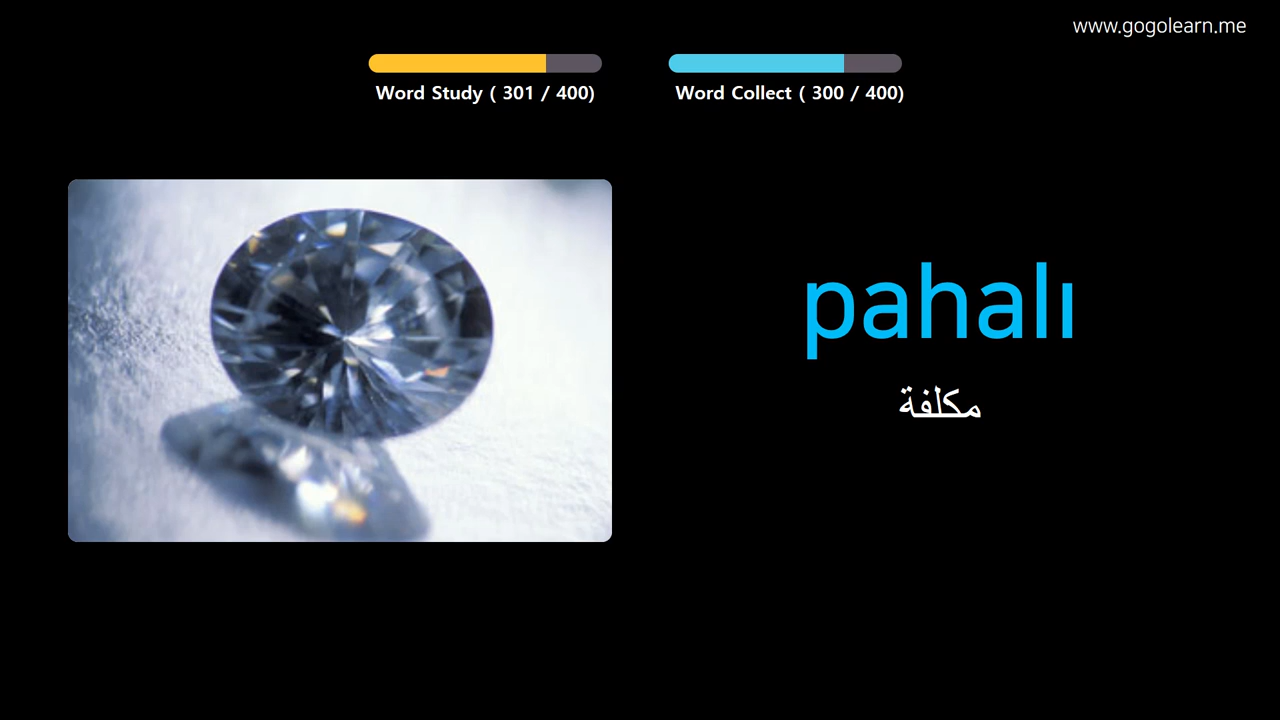 www.gogolearn.me
Word Study ( 301 / 400)
Word Collect ( 300 / 400)
pahalı
مكلفة